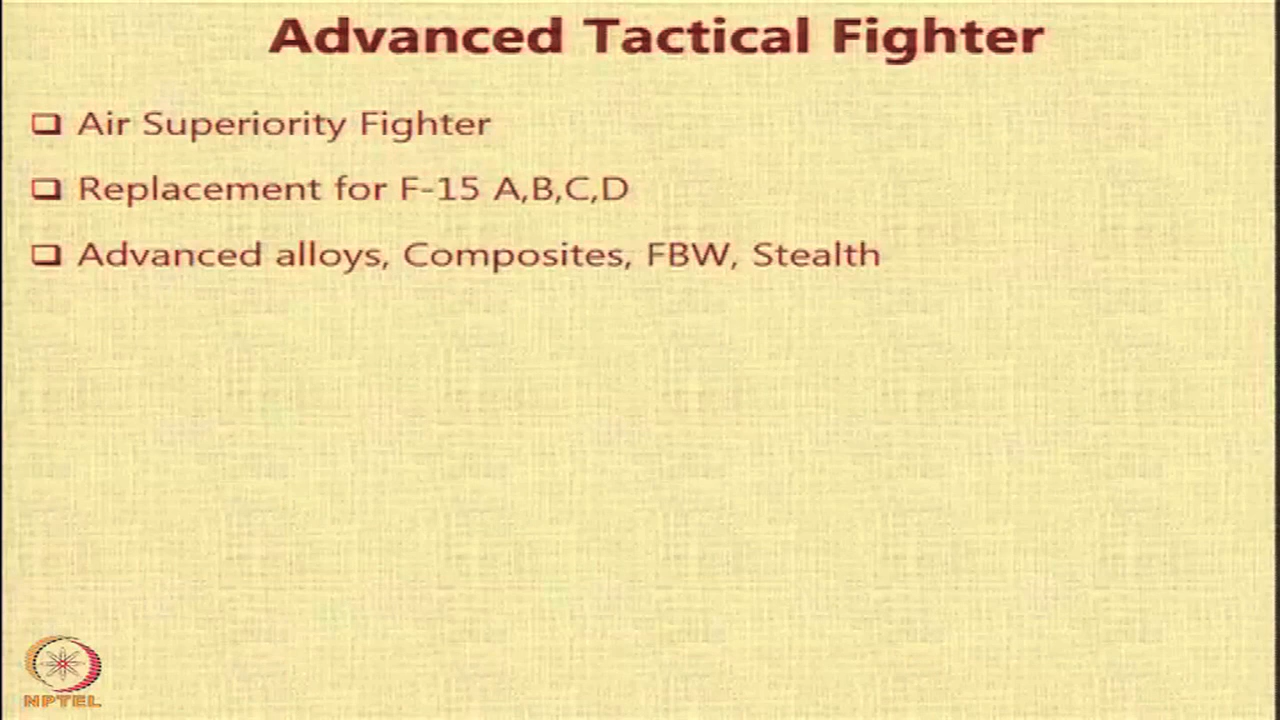 Advanced Tactical Fighter
Air Superiority Fighter
Replacement for F-15 A,B,C,D
Advanced alloys, Composites, FBW, Stealth
NPTEL